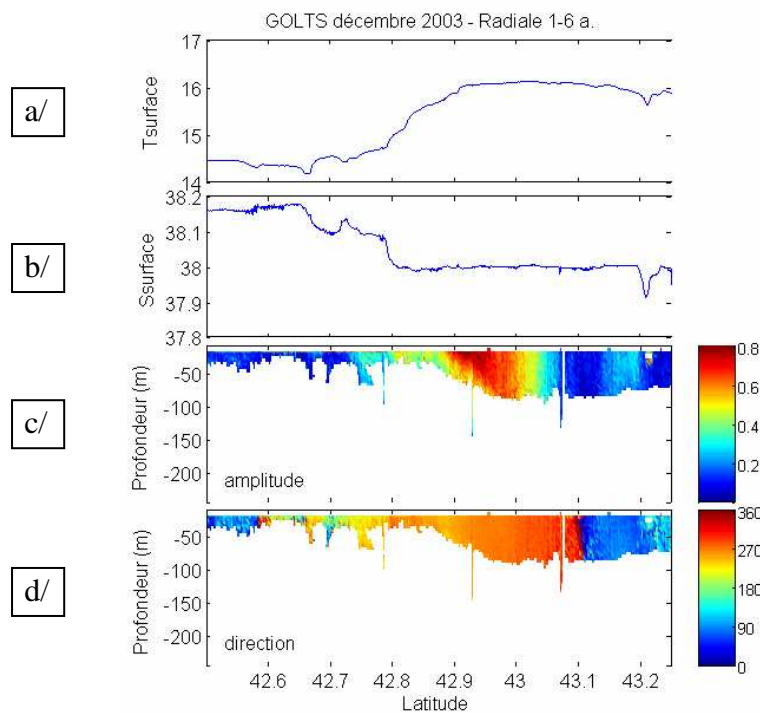 GOLTS décembre 2003 - Radiale 1-6 a.
a/
Tsurface
17
16
15
14
b/
Ssurface
38.2
38.1
38
37.9
37.8
c/
Profondeur (m)
-50
-100
-150
-200
amplitude
0.8
0.6
0.4
0.2
d/
Profondeur (m)
-50
-100
-150
-200
direction
360
270
180
90
0
42.6 42.7 42.8 42.9 43 43.1 43.2
Latitude